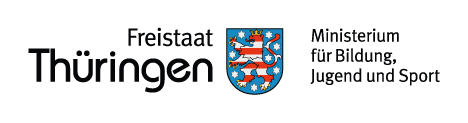 Freistaat
Thüringen
Ministerium
für Bildung,
Jugend und Sport